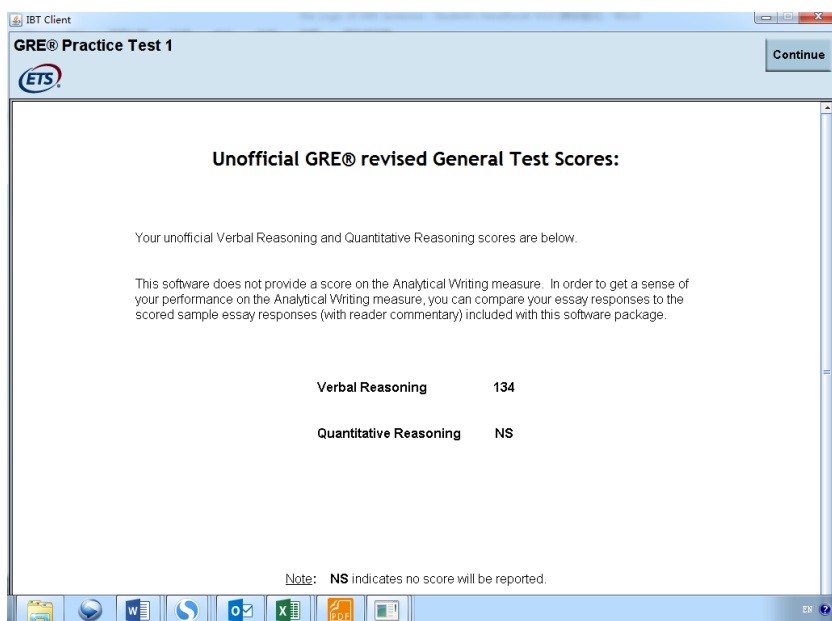 IBT Client
GRE® Practice Test 1
Continue
ETS
Unofficial GRE® revised General Test Scores:
Your unofficial Verbal Reasoning and Quantitative Reasoning scores are below.
This software does not provide a score on the Analytical Writing measure. In order to get a sense of
your performance on the Analytical Writing measure, you can compare your essay responses to the
scored sample essay responses (with reader commentary) included with this software package.
Verbal Reasoning 134
Quantitative Reasoning NS
Note: NS indicates no score will be reported.
PDF
EN